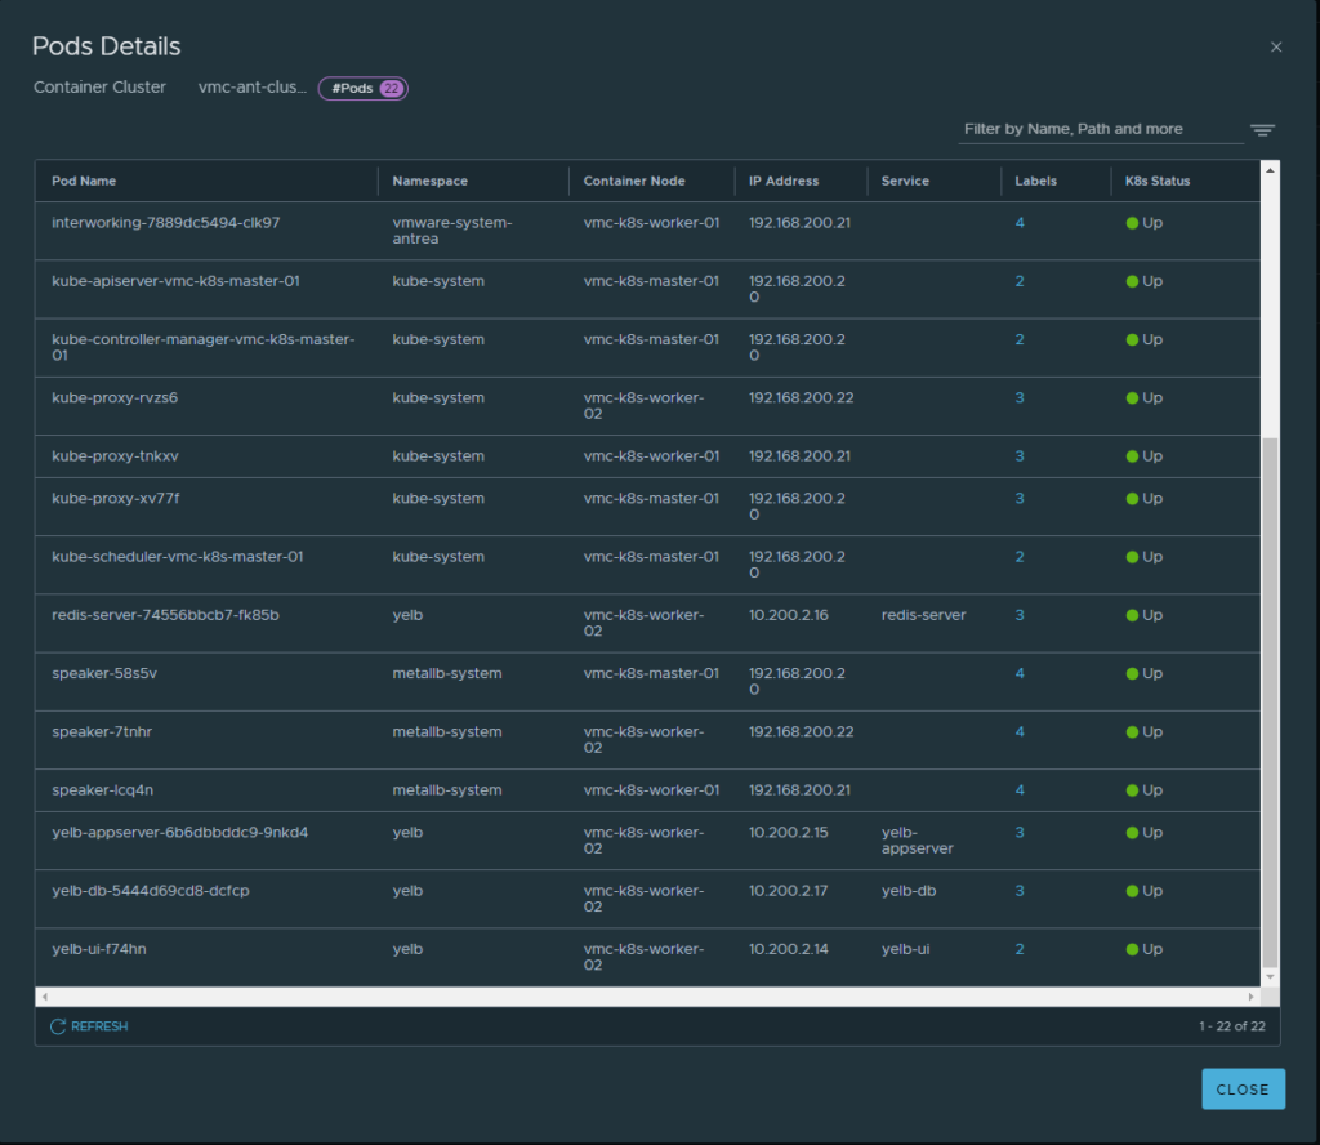 Pods Details
Container Cluster vmc-ant-clus... #Pods 22
Filter by Name, Path and more
Pod Name Namespace Container Node IP Address Service Labels K8s Status
interworking-7889dc5494-clk97 vmware-system- vmc-k8s-worker-01 192.168.200.21 4 Up
antrea
kube-apiserver-vmc-k8s-master-01 kube-system vmc-k8s-master-01 192.168.200.2 2 Up
0
kube-controller-manager-vmc-k8s-master- kube-system vmc-k8s-master-01 192.168.200.2 2 Up
01 0
kube-proxy-rvzs6 kube-system vmc-k8s-worker- 192.168.200.22 3 Up
02
kube-proxy-tnkxv kube-system vmc-k8s-worker-01 192.168.200.21 3 Up
kube-proxy-xv77f kube-system vmc-k8s-master-01 192.168.200.2 3 Up
0
kube-scheduler-vmc-k8s-master-01 kube-system vmc-k8s-master-01 192.168.200.2 2 Up
0
redis-server-74556bbcb7-fk85b yelb vmc-k8s-worker- 10.200.2.16 redis-server 3 Up
02
speaker-58s5v metallb-system vmc-k8s-master-01 192.168.200.2 4 Up
0
speaker-7tnhr metallb-system vmc-k8s-worker- 192.168.200.22 4 Up
02
speaker-lcq4n metallb-system vmc-k8s-worker-01 192.168.200.21 4 Up
yelb-appserver-6b6dbbddc9-9nkd4 yelb vmc-k8s-worker- 10.200.2.15 yelb- 3 Up
02 appserver
yelb-db-5444d69cd8-dcfcp yelb vmc-k8s-worker- 10.200.2.17 yelb-db 3 Up
02
yelb-ui-f74hn yelb vmc-k8s-worker- 10.200.2.14 yelb-ui 2 Up
02
REFRESH 1 - 22 of 22
CLOSE